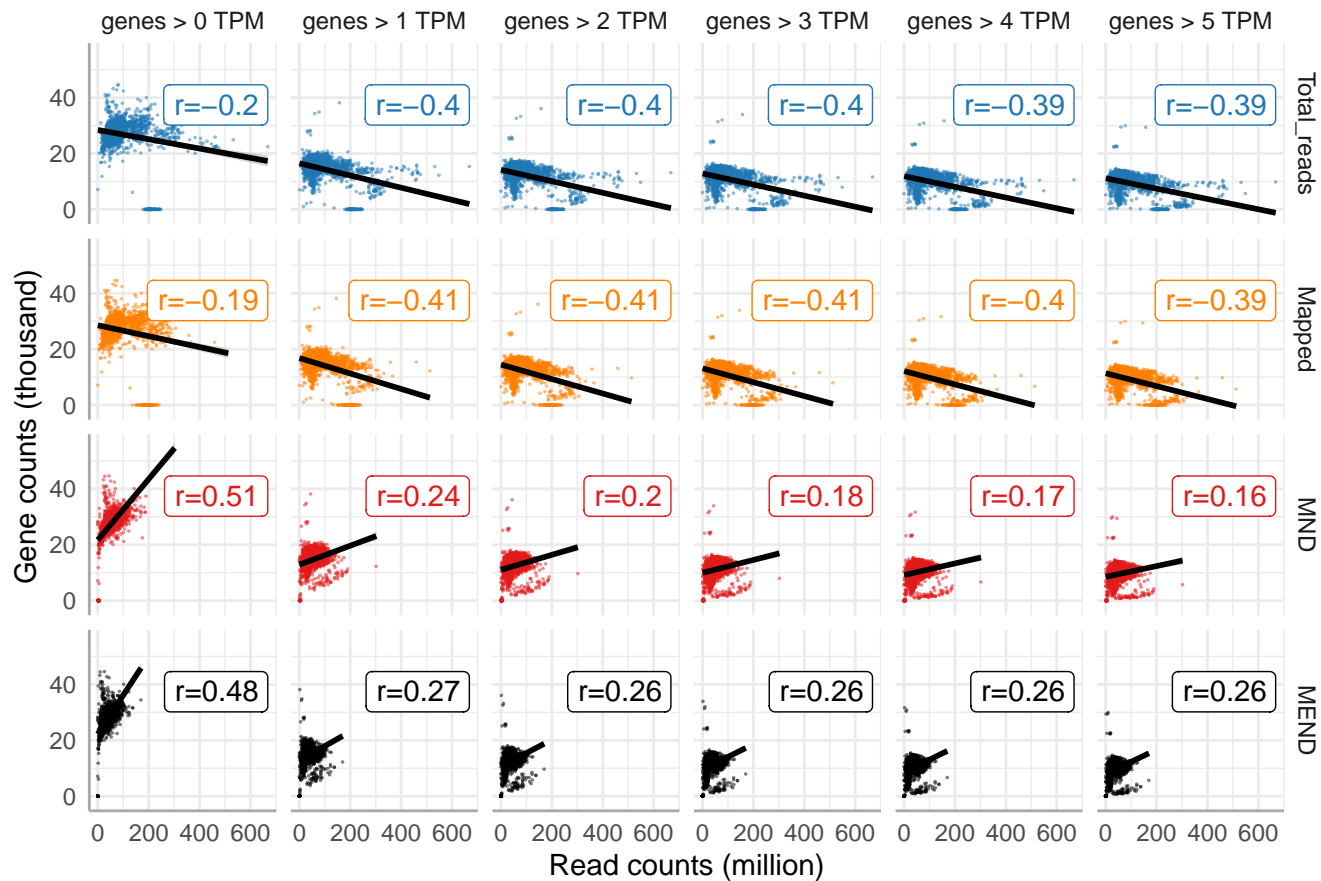 genes > 0 TPM genes > 1 TPM genes > 2 TPM genes > 3 TPM genes > 4 TPM genes > 5 TPM
40
20
0
r=−0.2 r=−0.4 r=−0.4 r=−0.4 r=−0.39 r=−0.39
Total_reads
40
20
0
r=−0.19 r=−0.41 r=−0.41 r=−0.41 r=−0.4 r=−0.39
Mapped
40
20
0
r=0.51 r=0.24 r=0.2 r=0.18 r=0.17 r=0.16
MND
40
20
0
r=0.48 r=0.27 r=0.26 r=0.26 r=0.26 r=0.26
MEND
Gene counts (thousand)
0 200 400 600 0 200 400 600 0 200 400 600 0 200 400 600 0 200 400 600 0 200 400 600
Read counts (million)